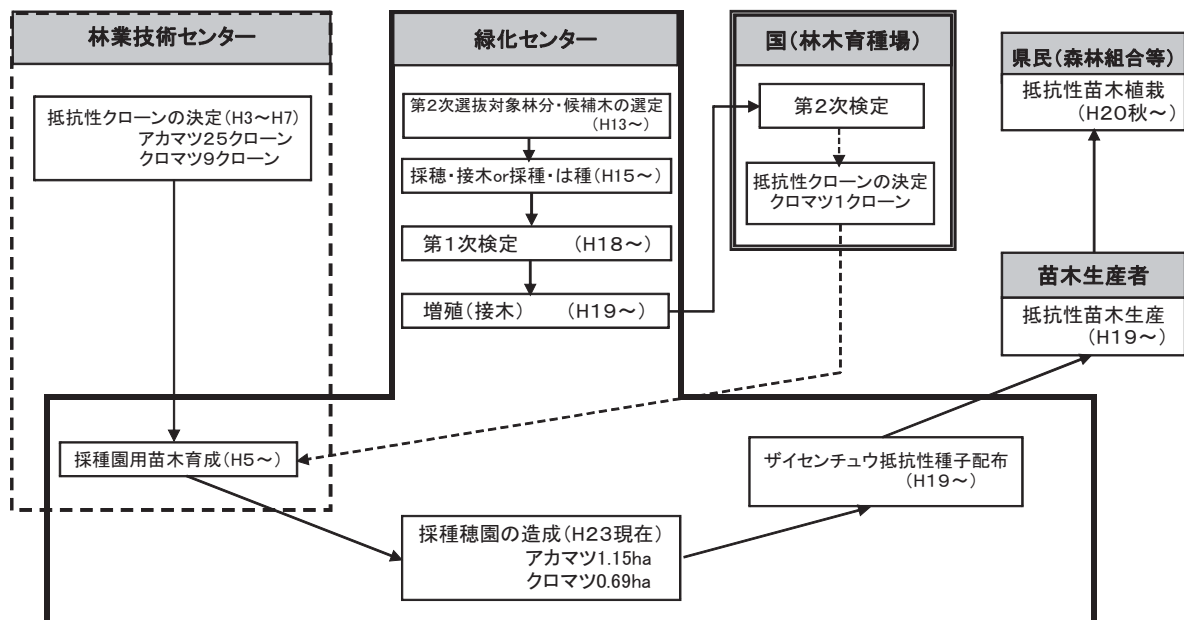 林業技術センター
抵抗性クローンの決定(H3～H7)
アカマツ25クローン
クロマツ9クローン
採種園用苗木育成(H5～)
緑化センター
第2次選抜対象林分・候補木の選定
(H13～)
採穂・接木or採種・は種(H15～)
第1次検定 (H18～)
増殖(接木) (H19～)
採種穂園の造成(H23現在)
アカマツ1.15ha
クロマツ0.69ha
国(林木育種場)
第2次検定
抵抗性クローンの決定
クロマツ1クローン
ザイセンチュウ抵抗性種子配布
(H19～)
県民(森林組合等)
抵抗性苗木植栽
(H20秋～)
苗木生産者
抵抗性苗木生産
(H19～)